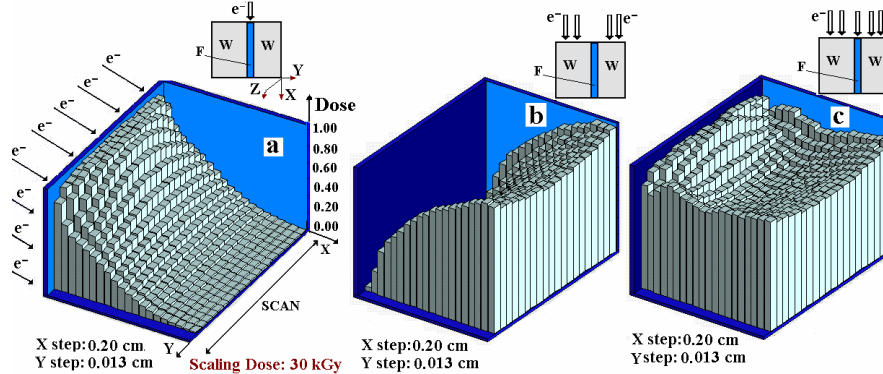 e⁻
W W
F
Y
Z X
e⁻
e⁻
e⁻
e⁻
e⁻
e⁻
e⁻
e⁻
a
Dose
1.00
0.80
0.60
0.40
0.20
0.00
X
SCAN
Y
X step: 0.20 cm.
Y step: 0.013 cm
Scaling Dose: 30 kGy
e⁻ e⁻
W W
F
b
X step: 0.20 cm
Y step: 0.013 cm
e⁻
W W
F
c
X step: 0.20 cm
Y step: 0.013 cm